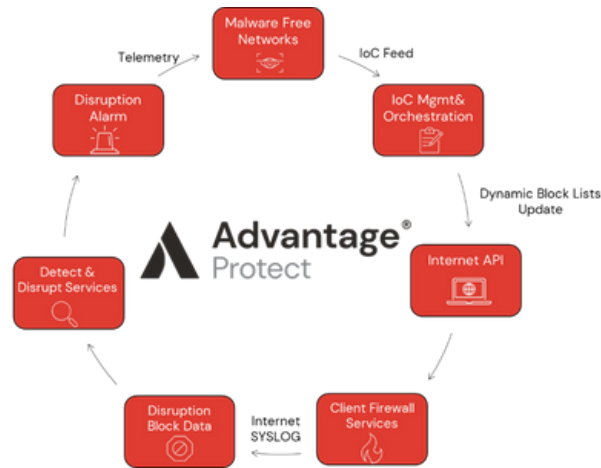 Malware Free
Networks
IoC Feed
IoC Mgmt&
Orchestration
Dynamic Block Lists
Update
Internet API
Client Firewall
Services
Internet
SYSLOG
Disruption
Block Data
Detect &
Disrupt Services
Disruption
Alarm
Telemetry
Advantage®
Protect